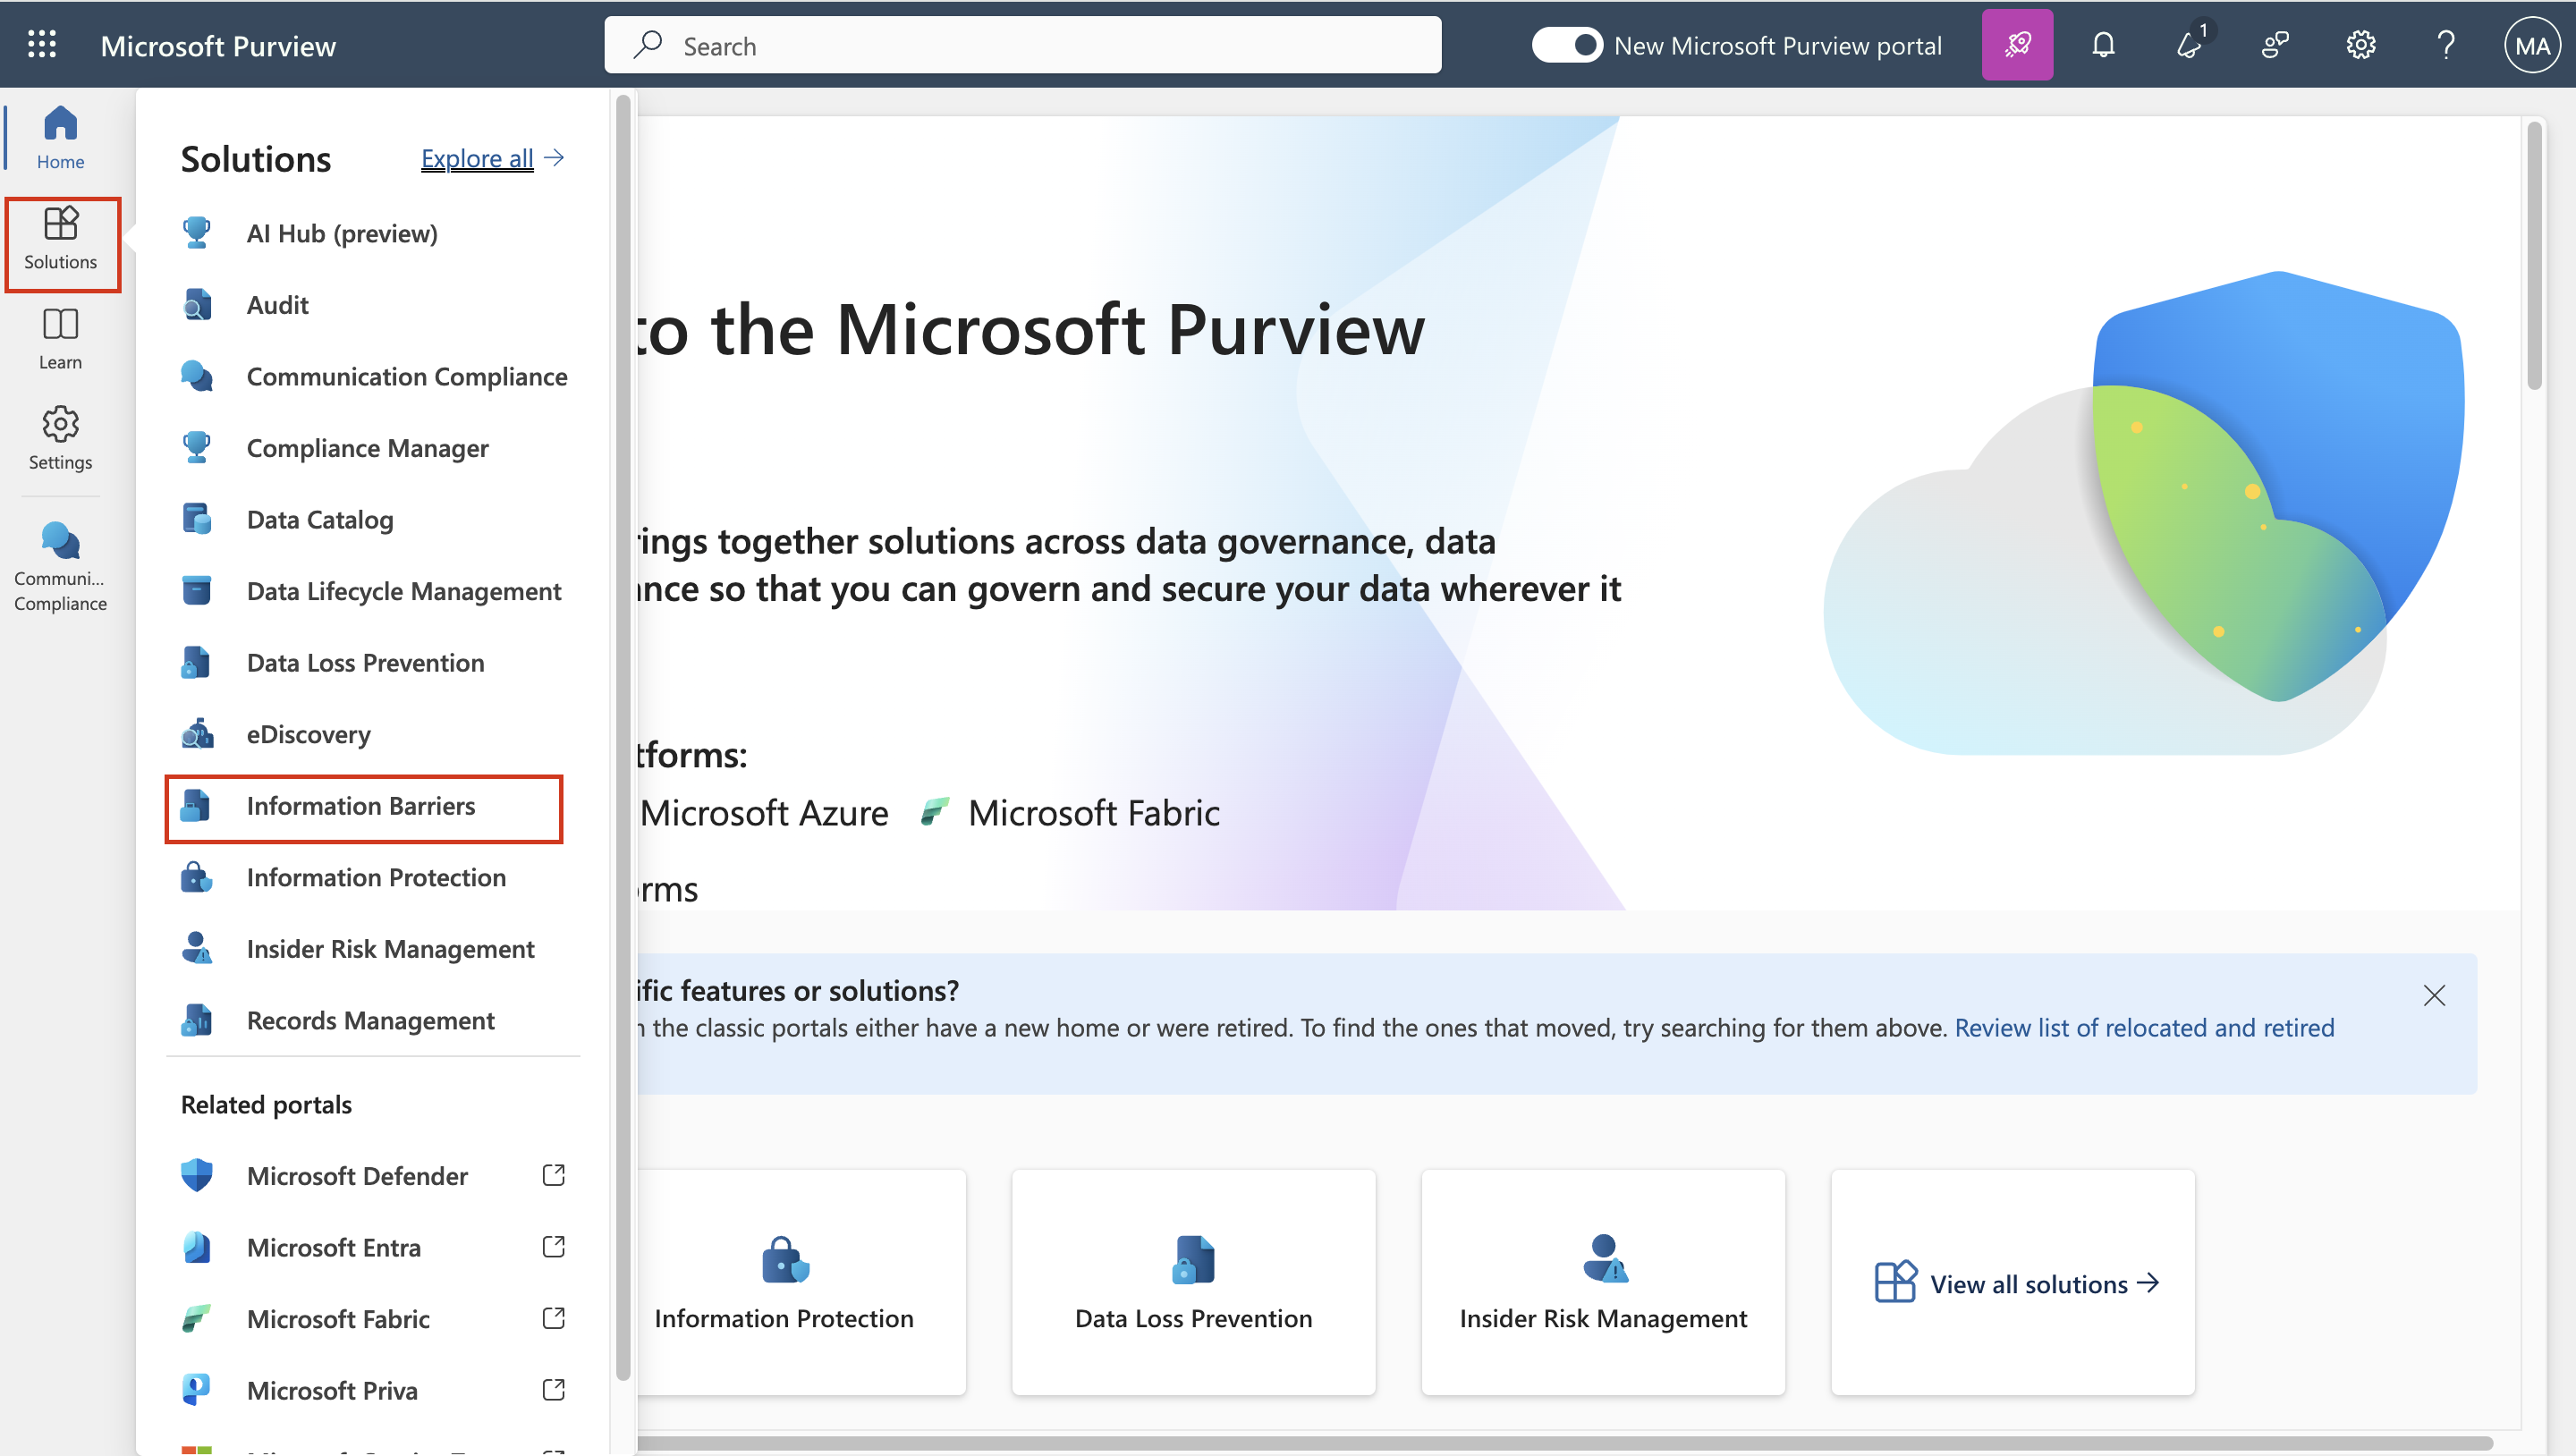 Microsoft Purview
Search
New Microsoft Purview portal
1
MA
Home
Solutions
Learn
Settings
Communi...
Compliance
Solutions
Explore all
AI Hub (preview)
Audit
Communication Compliance
Compliance Manager
Data Catalog
Data Lifecycle Management
Data Loss Prevention
eDiscovery
Information Barriers
Information Protection
Insider Risk Management
Records Management
Related portals
Microsoft Defender
Microsoft Entra
Microsoft Fabric
Microsoft Priva
to the Microsoft Purview
rings together solutions across data governance, data
ance so that you can govern and secure your data wherever it
tforms:
Microsoft Azure
Microsoft Fabric
orms
ific features or solutions?
the classic portals either have a new home or were retired. To find the ones that moved, try searching for them above. Review list of relocated and retired
Information Protection
Data Loss Prevention
Insider Risk Management
View all solutions